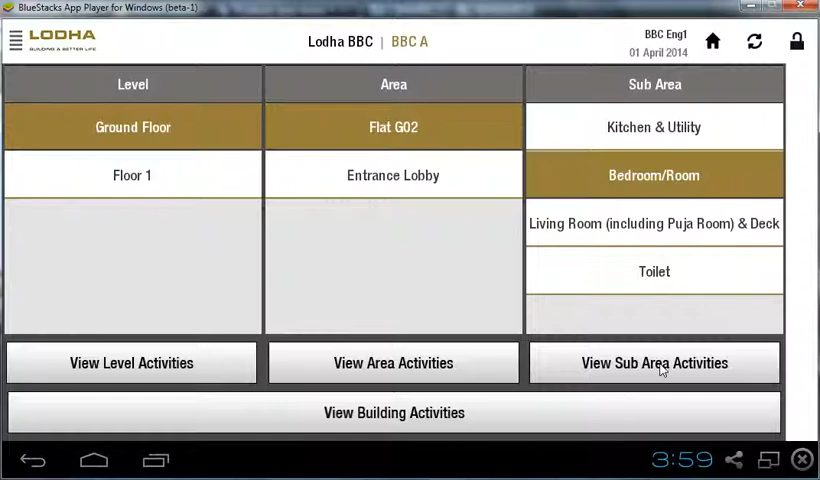 BlueStacks App Player for Windows (beta-1)
LODHA
BUILDING A BETTER LIFE
Lodha BBC | BBC A
BBC Eng1
01 April 2014
Level
Area
Sub Area
Ground Floor
Flat G02
Kitchen & Utility
Floor 1
Entrance Lobby
Bedroom/Room
Living Room (including Puja Room) & Deck
Toilet
View Level Activities
View Area Activities
View Sub Area Activities
View Building Activities
3:59